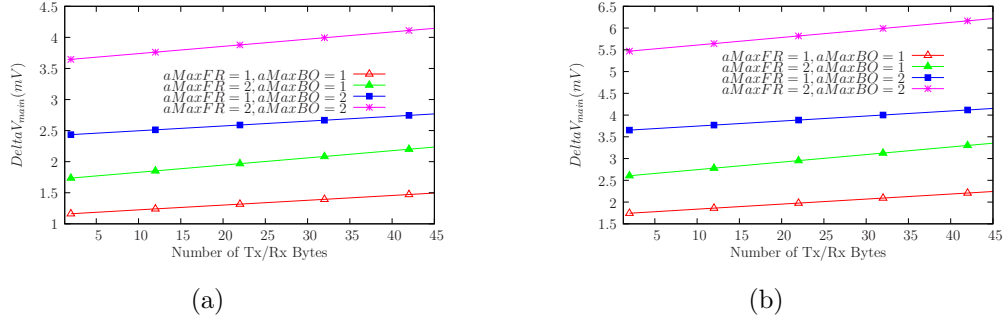 4.5
4
3.5
3
2.5
2
1.5
1
DeltaV_main(mV)
aMaxFR = 1, aMaxBO = 1
aMaxFR = 2, aMaxBO = 1
aMaxFR = 1, aMaxBO = 2
aMaxFR = 2, aMaxBO = 2
5 10 15 20 25 30 35 40 45
Number of Tx/Rx Bytes
(a)
6.5
6
5.5
5
4.5
4
3.5
3
2.5
2
1.5
DeltaV_main(mV)
aMaxFR = 1, aMaxBO = 1
aMaxFR = 2, aMaxBO = 1
aMaxFR = 1, aMaxBO = 2
aMaxFR = 2, aMaxBO = 2
5 10 15 20 25 30 35 40 45
Number of Tx/Rx Bytes
(b)